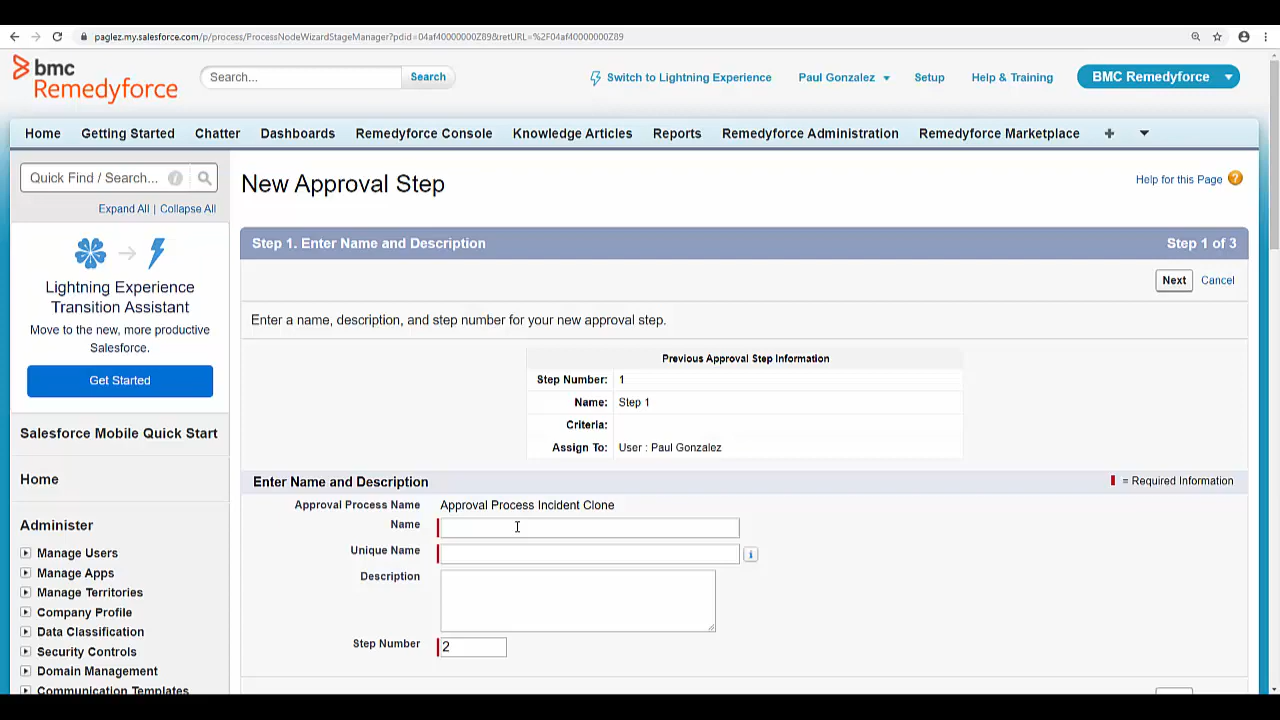 paglez.my.salesforce.com/p/process/ProcessNodeWizardStageManager?pdid=04af40000000Z89&retURL=%2F04af40000000Z89
bmc
Remedyforce
Search...
Search
Switch to Lightning Experience
Paul Gonzalez
Setup
Help & Training
BMC Remedyforce
Home
Getting Started
Chatter
Dashboards
Remedyforce Console
Knowledge Articles
Reports
Remedyforce Administration
Remedyforce Marketplace
+
Quick Find / Search...
Expand All | Collapse All
Lightning Experience
Transition Assistant
Move to the new, more productive
Salesforce.
Get Started
Salesforce Mobile Quick Start
Home
Administer
Manage Users
Manage Apps
Manage Territories
Company Profile
Data Classification
Security Controls
Domain Management
Communication Templates
New Approval Step
Help for this Page
Step 1. Enter Name and Description
Step 1 of 3
Next
Cancel
Enter a name, description, and step number for your new approval step.
Previous Approval Step Information
Step Number: 1
Name: Step 1
Criteria:
Assign To: User : Paul Gonzalez
Enter Name and Description
= Required Information
Approval Process Name Approval Process Incident Clone
Name
Unique Name
Description
Step Number 2